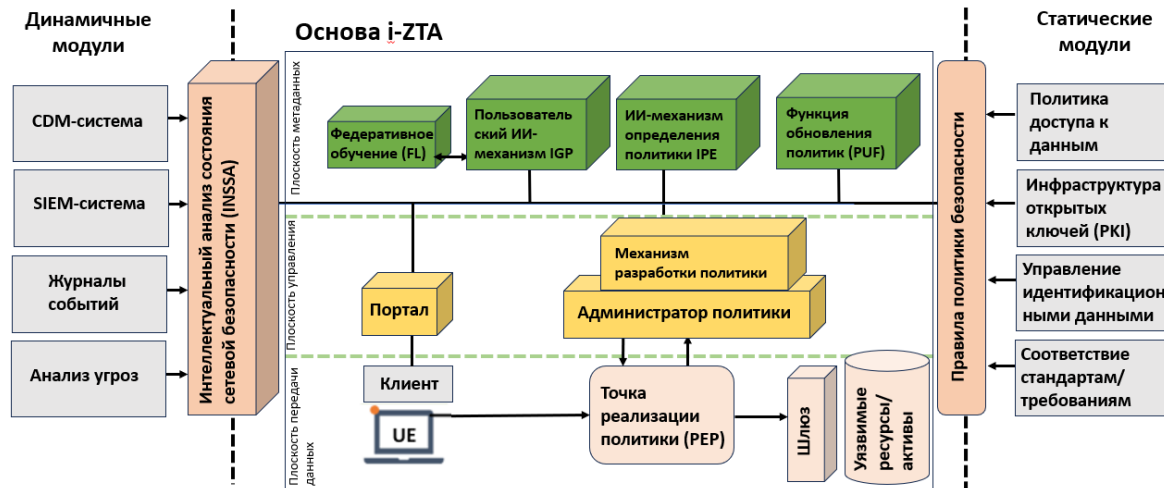 Динамичные
модули
CDM-система
SIEM-система
Журналы
событий
Анализ угроз
Интеллектуальный анализ состояния
сетевой безопасности (INSSA)
Основа i-ZTA
Плоскость метаданных
Федеративное
обучение (FL)
Пользователь
ский ИИ-
механизм IGP
ИИ-механизм
определения
политики IPE
Функция
обновления
политик (PUF)
Плоскость управления
Портал
Механизм
разработки политики
Администратор политики
Плоскость передачи
данных
Клиент
UE
Точка
реализации
политики (PEP)
Шлюз
Уязвимые
ресурсы/
активы
Правила политики безопасности
Статические
модули
Политика
доступа к
данным
Инфраструктура
открытых
ключей (PKI)
Управление
идентификацион
ными данными
Соответствие
стандартам/
требованиям